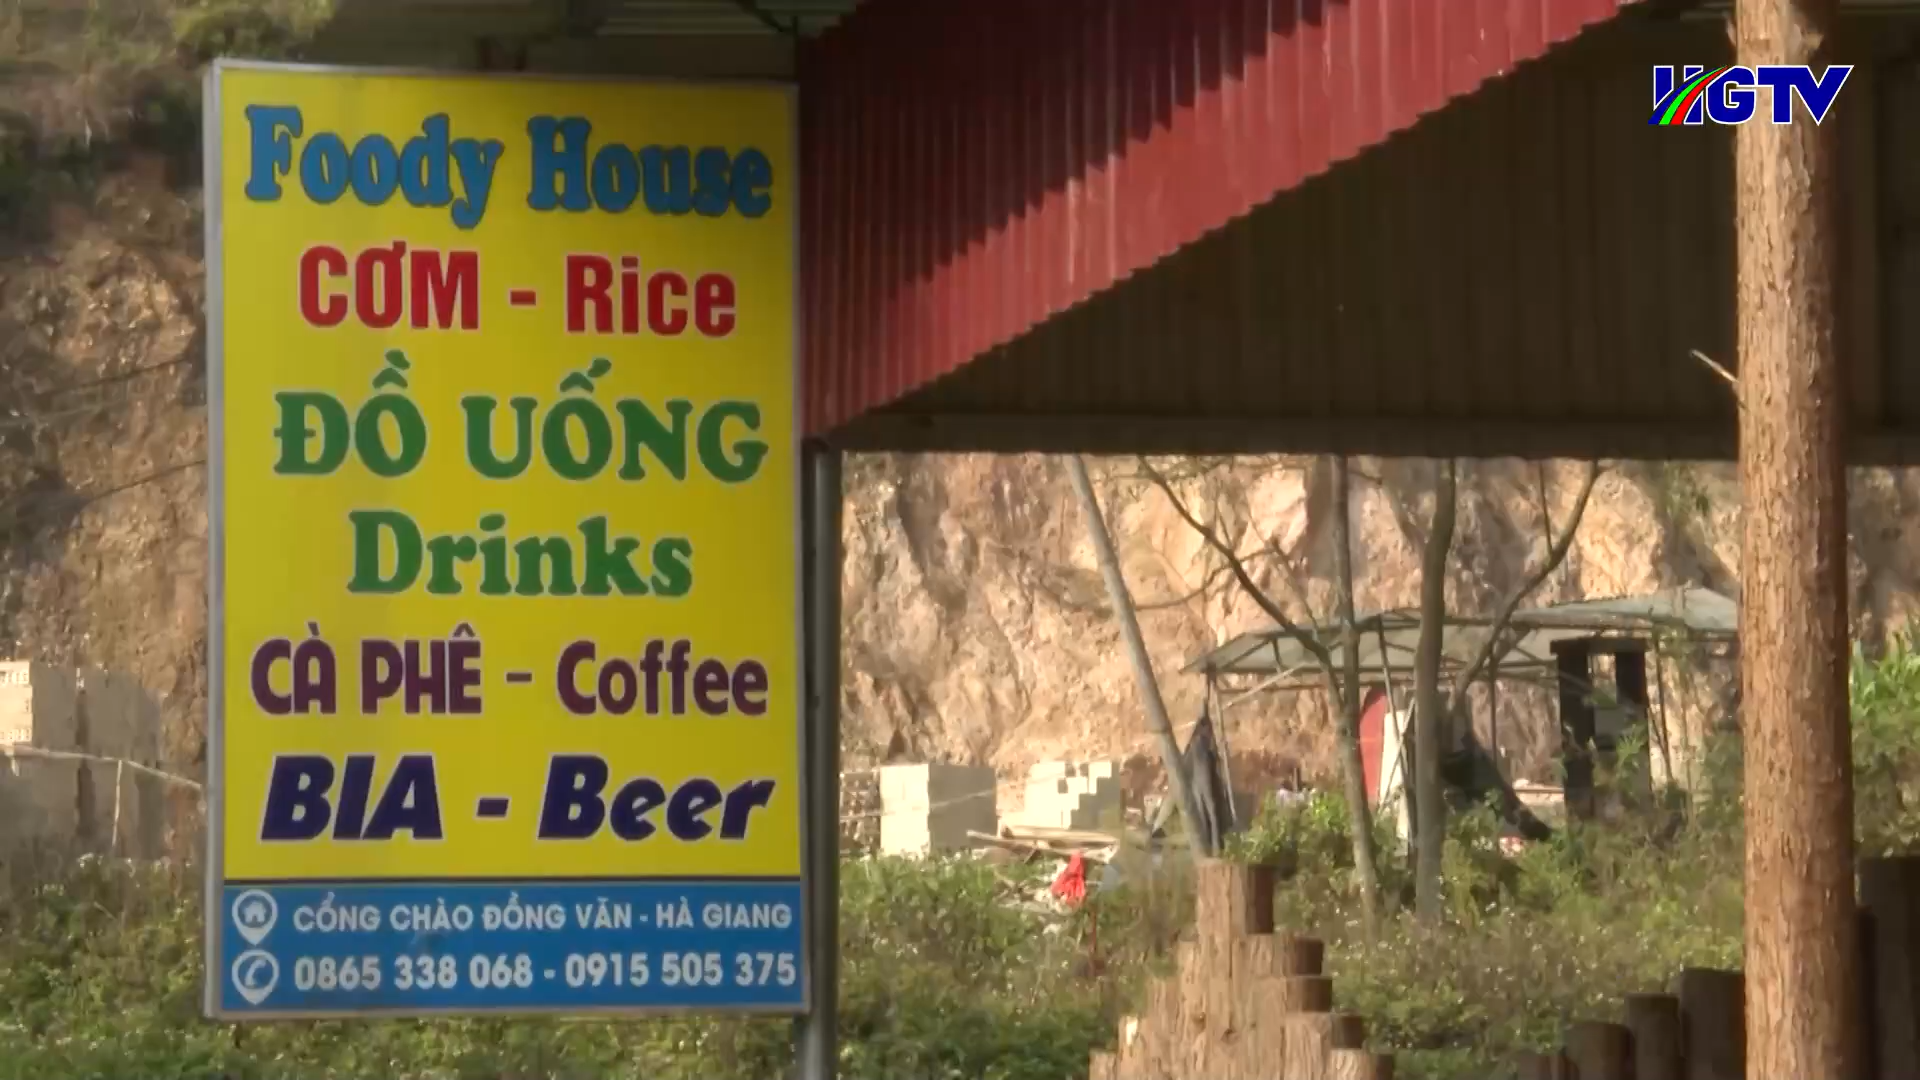 HGTV
Foody House
CƠM - Rice
ĐỒ UỐNG
Drinks
CÀ PHÊ - Coffee
BIA - Beer
CỔNG CHÀO ĐỒNG VĂN - HÀ GIANG
0865 338 068 - 0915 505 375